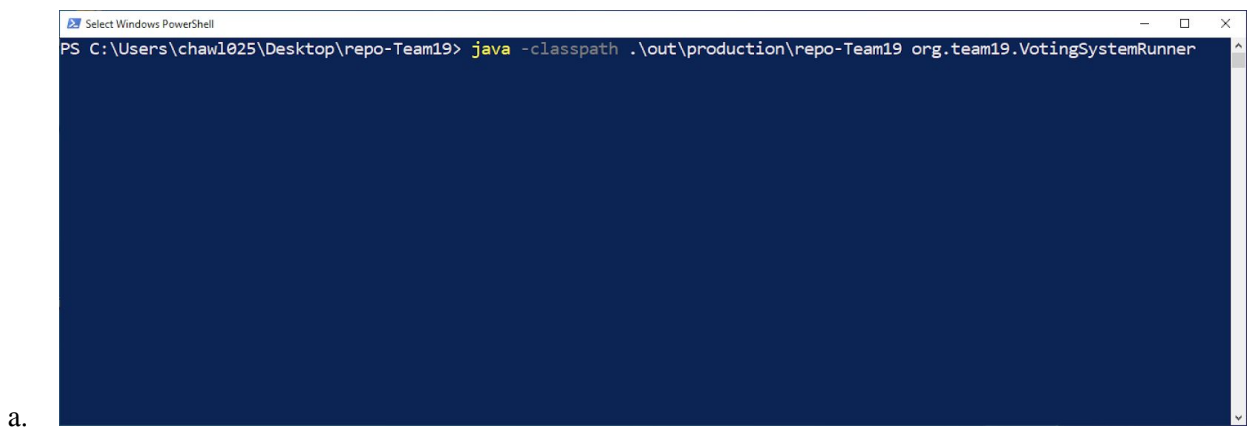 Select Windows PowerShell
PS C:\Users\chawl025\Desktop\repo-Team19> java -classpath .\out\production\repo-Team19 org.team19.VotingSystemRunner
a.